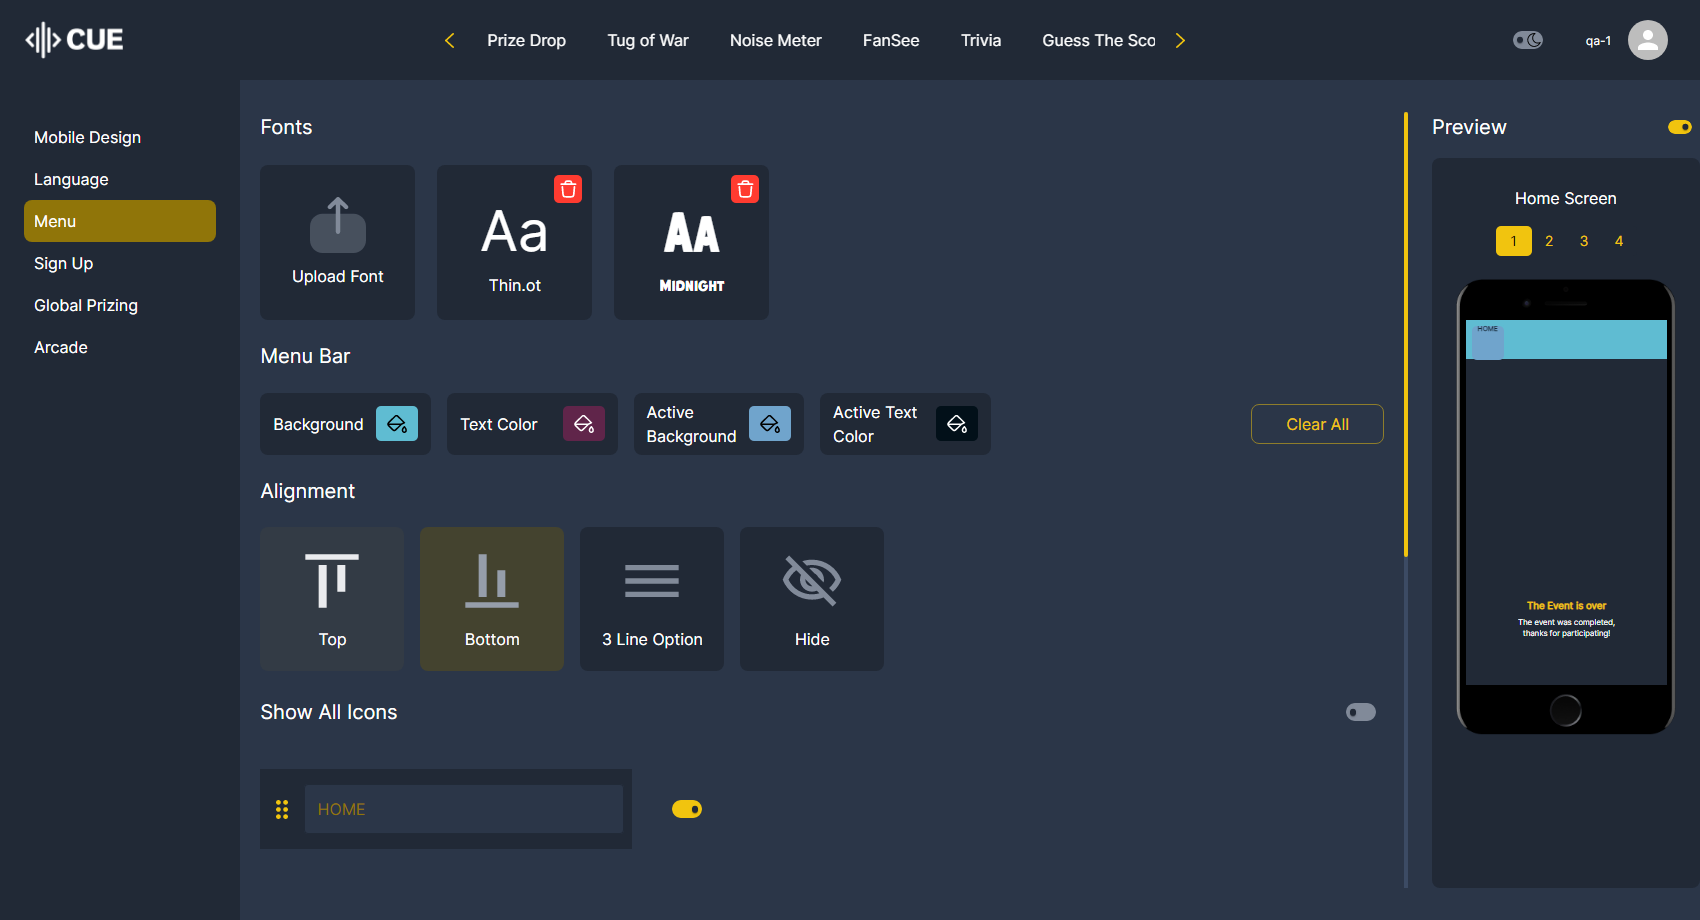 CUE
Prize Drop
Tug of War
Noise Meter
FanSee
Trivia
Guess The Sco
qa-1
Mobile Design
Language
Menu
Sign Up
Global Prizing
Arcade
Fonts
Upload Font
Aa
Thin.ot
AA
MIDNIGHT
Menu Bar
Background
Text Color
Active
Background
Active Text
Color
Clear All
Alignment
Top
Bottom
3 Line Option
Hide
Show All Icons
HOME
Preview
Home Screen
1 2 3 4
HOME
The Event is over
The event was completed,
thanks for participating!